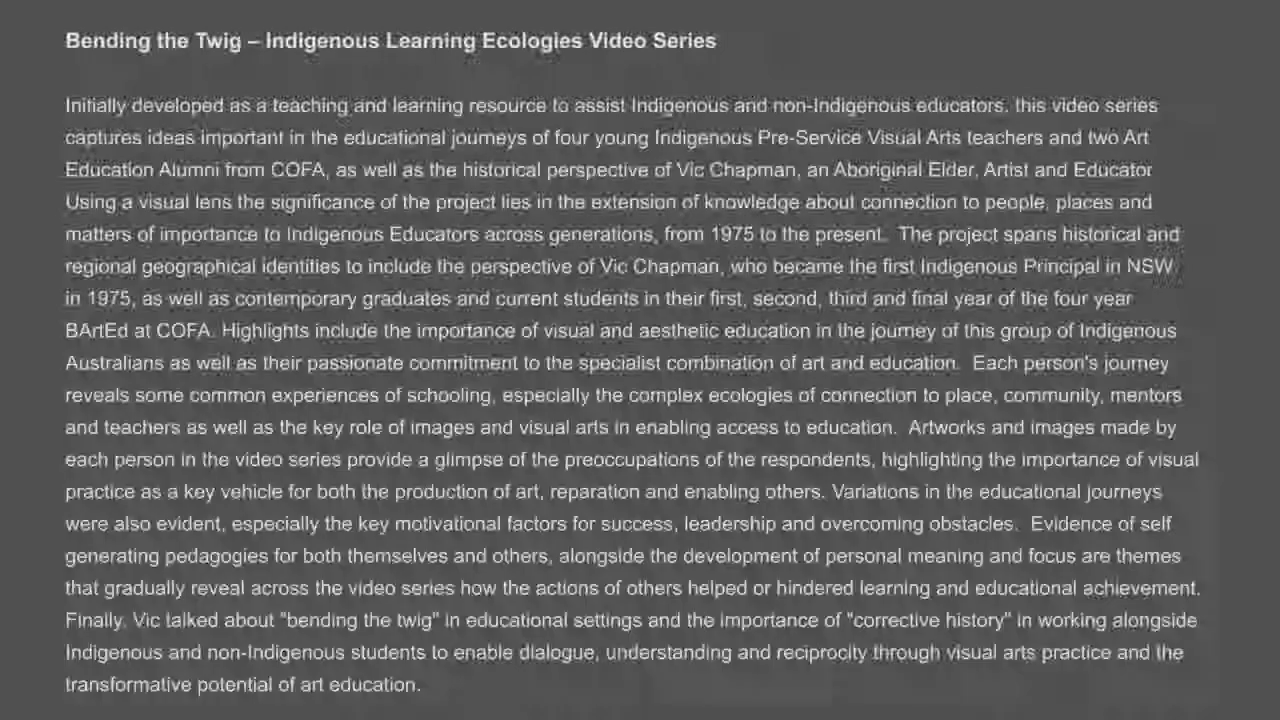 Bending the Twig – Indigenous Learning Ecologies Video Series
Initially developed as a teaching and learning resource to assist Indigenous and non-Indigenous educators, this video series
captures ideas important in the educational journeys of four young Indigenous Pre-Service Visual Arts teachers and two Art
Education Alumni from COFA, as well as the historical perspective of Vic Chapman, an Aboriginal Elder, Artist and Educator
Using a visual lens the significance of the project lies in the extension of knowledge about connection to people, places and
matters of importance to Indigenous Educators across generations, from 1975 to the present.  The project spans historical and
regional geographical identities to include the perspective of Vic Chapman, who became the first Indigenous Principal in NSW
in 1975, as well as contemporary graduates and current students in their first, second, third and final year of the four year
BArtEd at COFA. Highlights include the importance of visual and aesthetic education in the journey of this group of Indigenous
Australians as well as their passionate commitment to the specialist combination of art and education.  Each person's journey
reveals some common experiences of schooling, especially the complex ecologies of connection to place, community, mentors
and teachers as well as the key role of images and visual arts in enabling access to education.  Artworks and images made by
each person in the video series provide a glimpse of the preoccupations of the respondents, highlighting the importance of visual
practice as a key vehicle for both the production of art, reparation and enabling others. Variations in the educational journeys
were also evident, especially the key motivational factors for success, leadership and overcoming obstacles.  Evidence of self
generating pedagogies for both themselves and others, alongside the development of personal meaning and focus are themes
that gradually reveal across the video series how the actions of others helped or hindered learning and educational achievement.
Finally, Vic talked about "bending the twig" in educational settings and the importance of "corrective history" in working alongside
Indigenous and non-Indigenous students to enable dialogue, understanding and reciprocity through visual arts practice and the
transformative potential of art education.